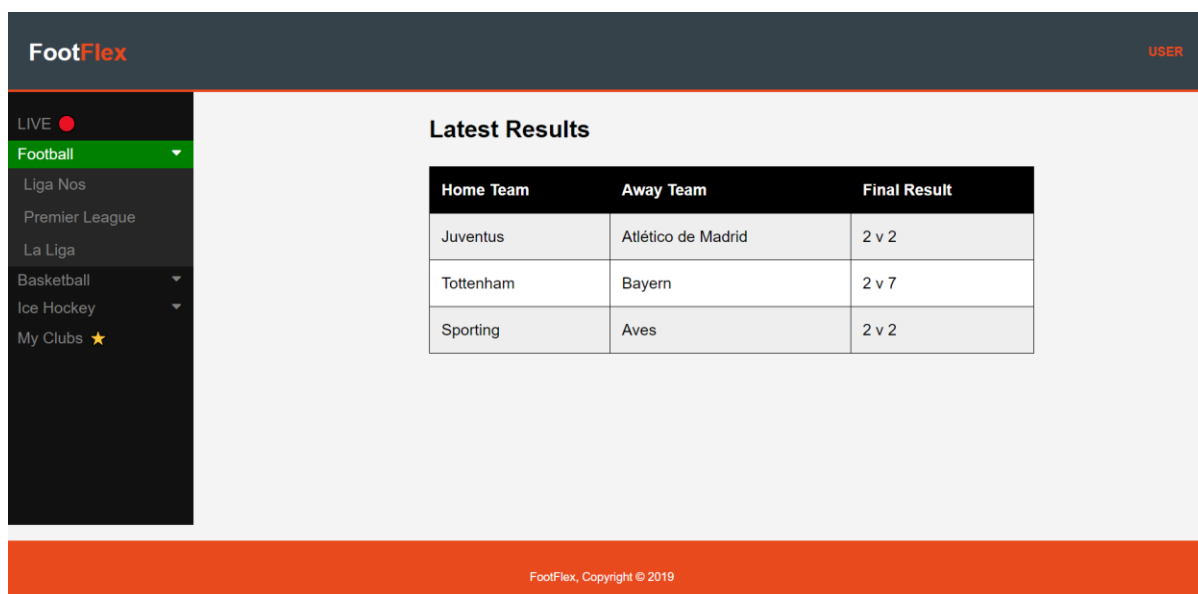 FootFlex
USER
LIVE
Football
Liga Nos
Premier League
La Liga
Basketball
Ice Hockey
My Clubs
Latest Results
Home Team Away Team Final Result
Juventus Atlético de Madrid 2 v 2
Tottenham Bayern 2 v 7
Sporting Aves 2 v 2
FootFlex, Copyright © 2019